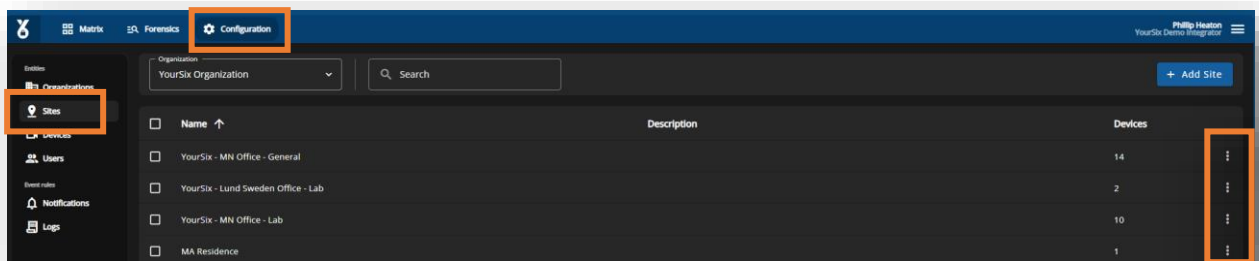 Matrix
Forensics
Configuration
Phillip Heaton
YourSix Demo Integrator
Entities
Organizations
Sites
Devices
Users
Event rules
Notifications
Logs
Organization
YourSix Organization
Search
+ Add Site
Name Description Devices
YourSix - MN Office - General 14
YourSix - Lund Sweden Office - Lab 2
YourSix - MN Office - Lab 10
MA Residence 1